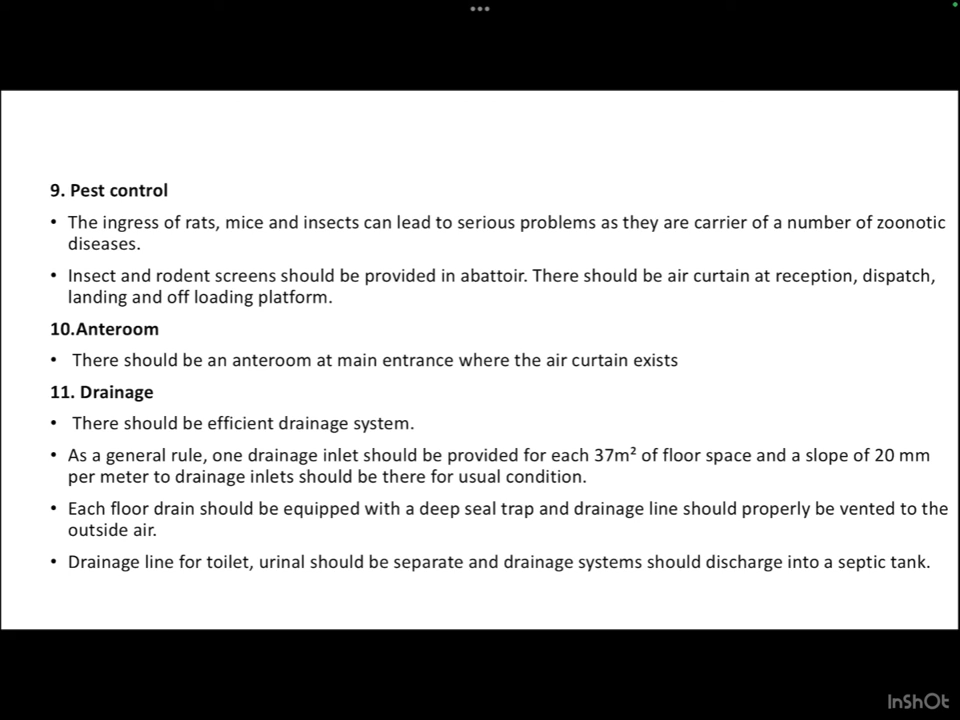 9. Pest control
• The ingress of rats, mice and insects can lead to serious problems as they are carrier of a number of zoonotic
diseases.
• Insect and rodent screens should be provided in abattoir. There should be air curtain at reception, dispatch,
landing and off loading platform.
10.Anteroom
• There should be an anteroom at main entrance where the air curtain exists
11. Drainage
• There should be efficient drainage system.
• As a general rule, one drainage inlet should be provided for each 37m² of floor space and a slope of 20 mm
per meter to drainage inlets should be there for usual condition.
• Each floor drain should be equipped with a deep seal trap and drainage line should properly be vented to the
outside air.
• Drainage line for toilet, urinal should be separate and drainage systems should discharge into a septic tank.
InShOt